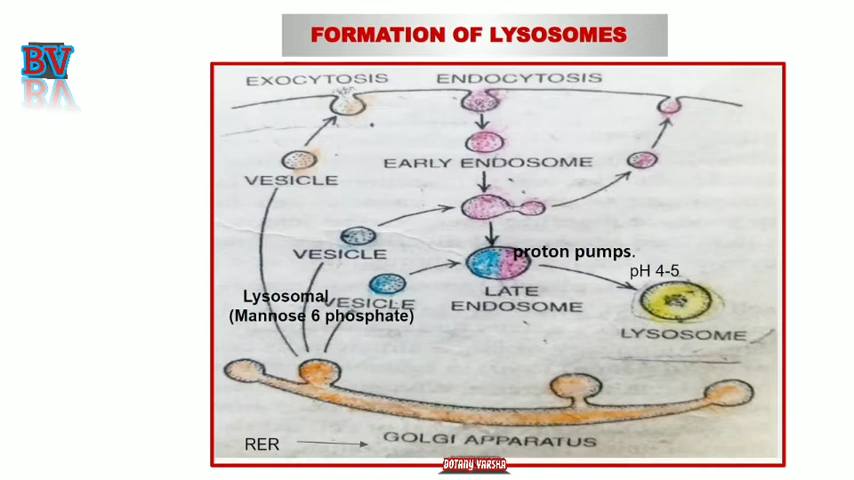 FORMATION OF LYSOSOMES
BV
EXOCYTOSIS
ENDOCYTOSIS
EARLY ENDOSOME
VESICLE
VESICLE
proton pumps.
pH 4-5
Lysosomal
VESICLE
(Mannose 6 phosphate)
LATE
ENDOSOME
LYSOSOME
RER
GOLGI APPARATUS
BOTANY VARSHA